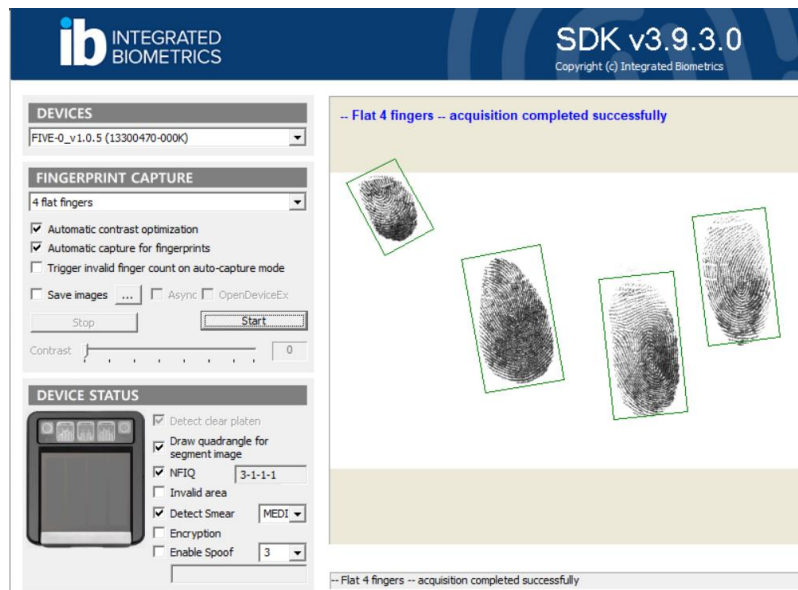 ib INTEGRATED
BIOMETRICS
SDK v3.9.3.0
Copyright (c) Integrated Biometrics
DEVICES
FIVE-0_v1.0.5 (13300470-000K)
FINGERPRINT CAPTURE
4 flat fingers
Automatic contrast optimization
Automatic capture for fingerprints
Trigger invalid finger count on auto-capture mode
Save images ... Async OpenDeviceEx
Stop Start
Contrast 0
DEVICE STATUS
Detect clear platen
Draw quadrangle for
segment image
NFIQ 3-1-1-1
Invalid area
Detect Smear MEDI
Encryption
Enable Spoof 3
-- Flat 4 fingers -- acquisition completed successfully
-- Flat 4 fingers -- acquisition completed successfully